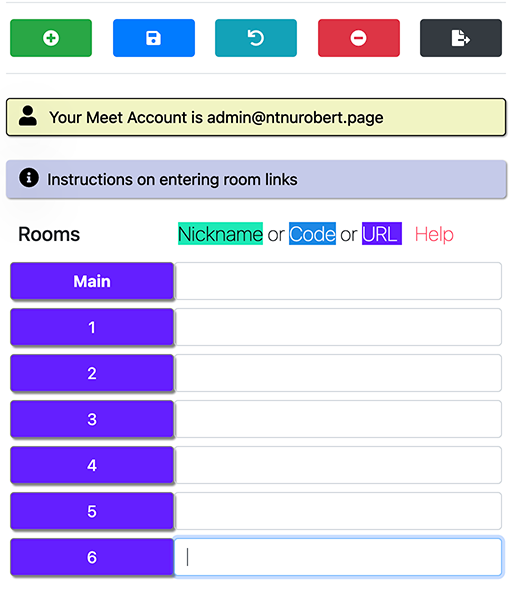 Your Meet Account is admin@ntnurobert.page
Instructions on entering room links
Rooms Nickname or Code or URL Help
Main
1
2
3
4
5
6